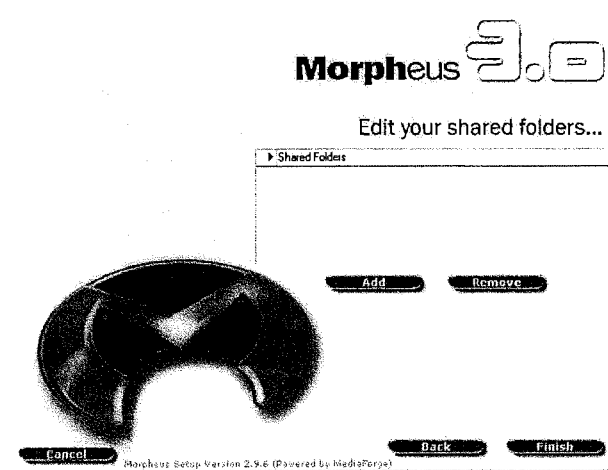 Morpheus 3.0
Edit your shared folders...
Shared Folders
Add Remove
Back Finish
Cancel
Morpheus Setup Version 2.9.6 (Powered by MediaForge)